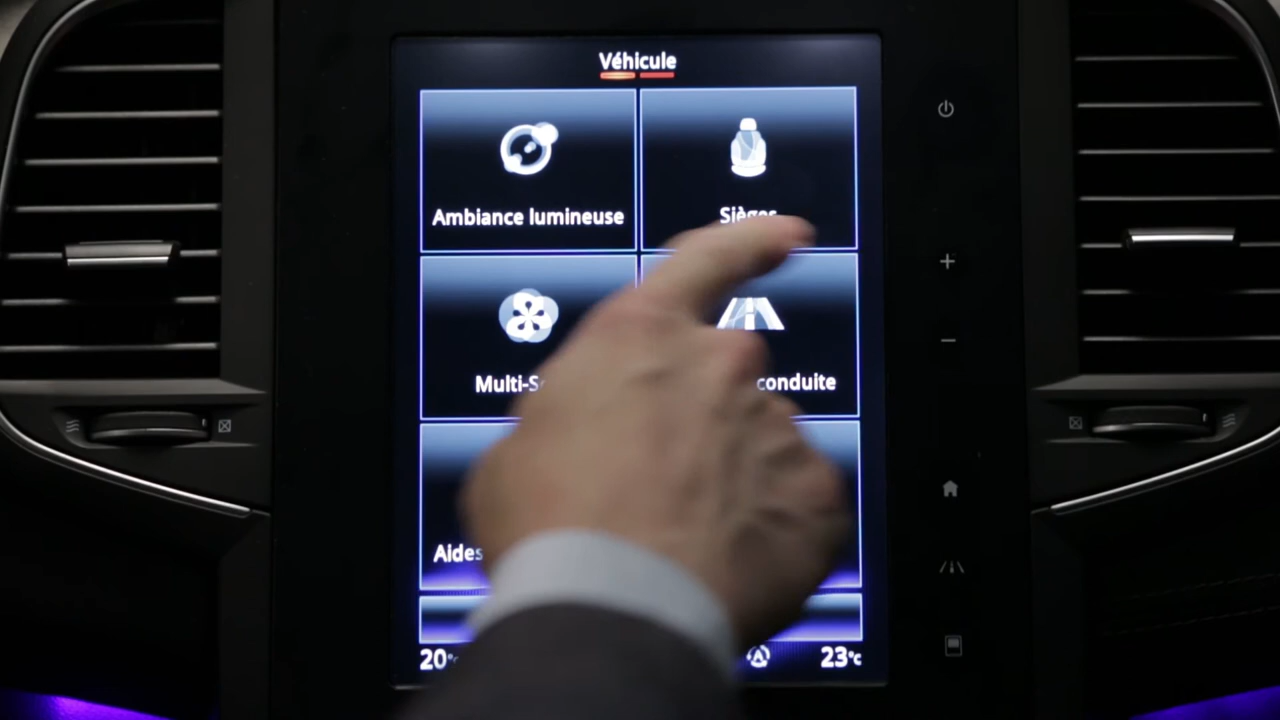 Véhicule
Ambiance lumineuse
Sièges
Multi-S
conduite
Aides
20°c
23°c